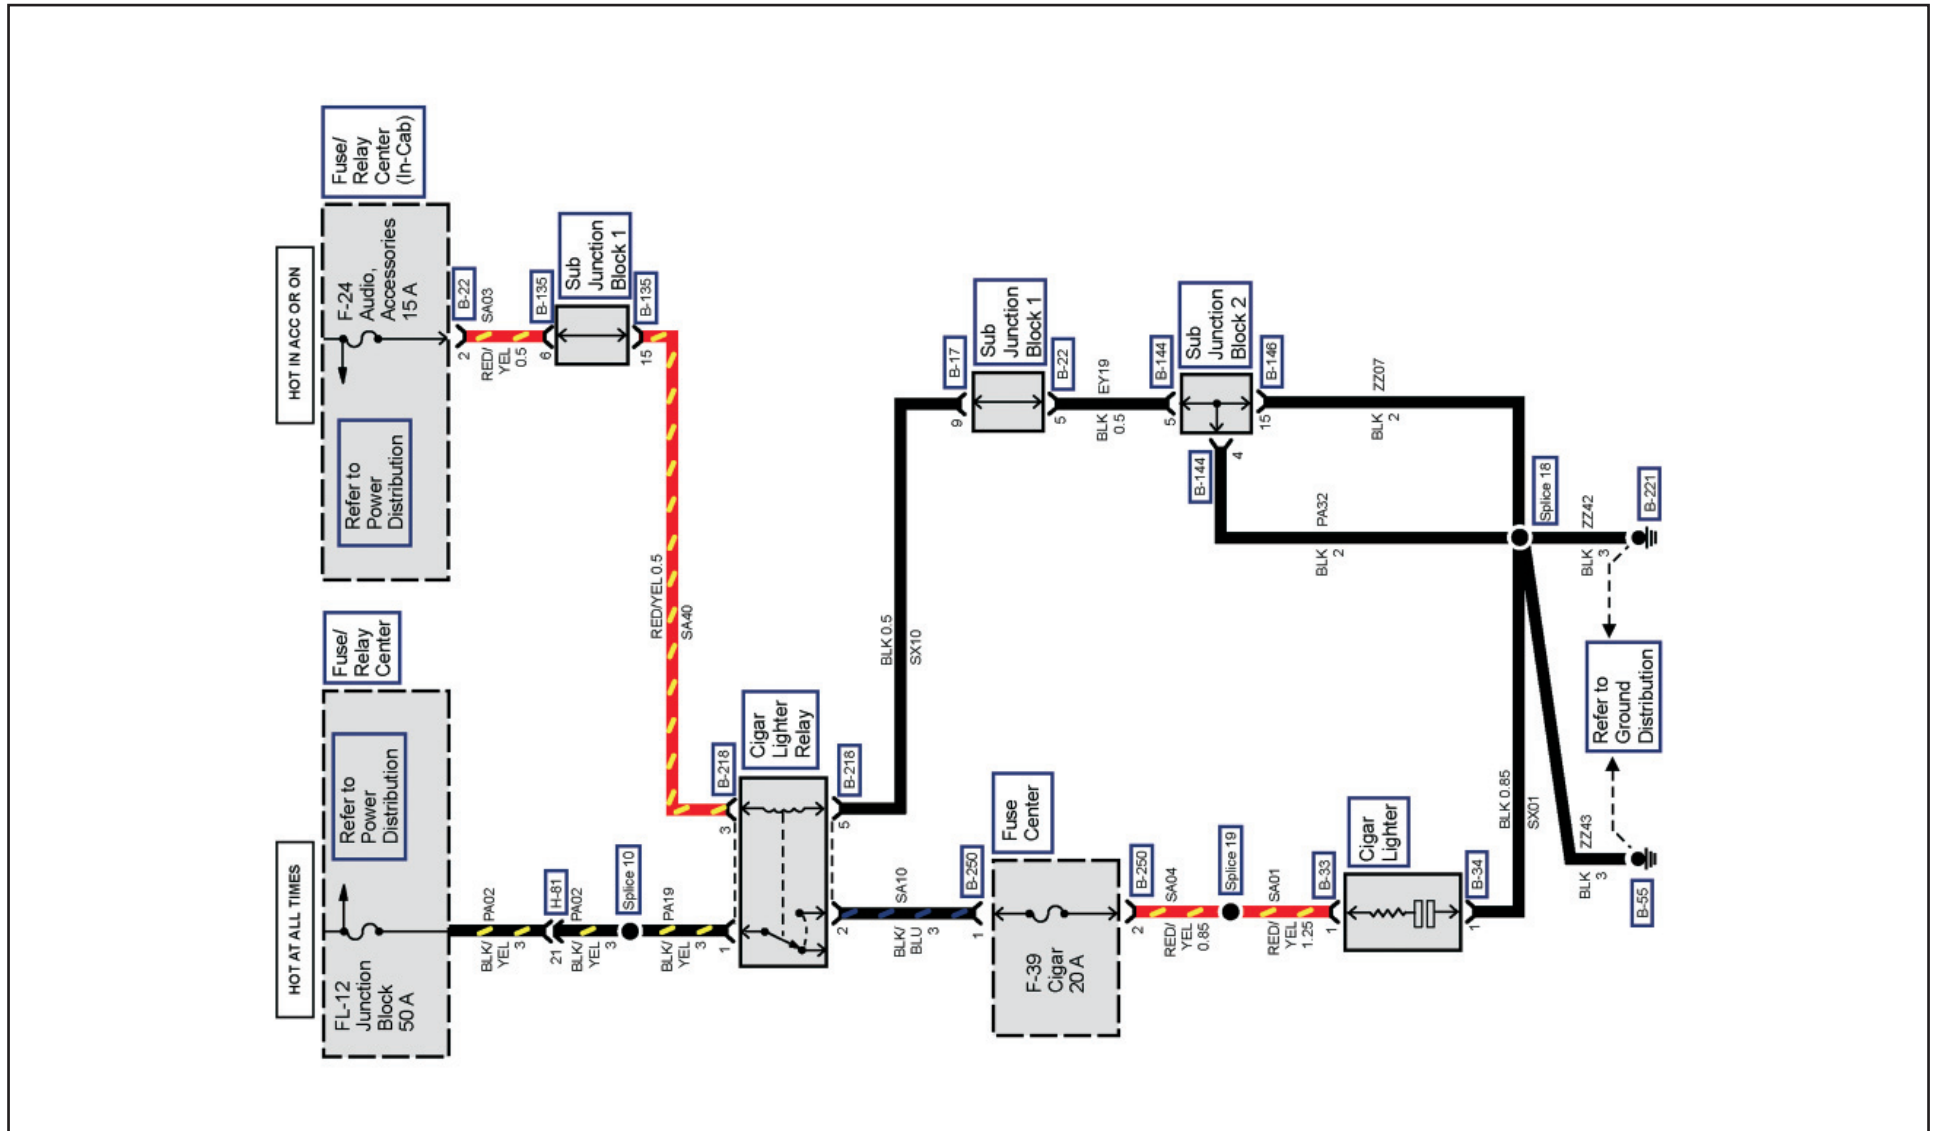 HOT AT ALL TIMES
FL-12
Junction
Block
50 A
Refer to
Power
Distribution
Fuse/
Relay
Center
HOT IN ACC OR ON
Refer to
Power
Distribution
F-24
Audio,
Accessories
15 A
Fuse/
Relay
Center
(In-Cab)
BLK/
YEL
3
PA02
21
H-81
BLK/
YEL
3
PA02
Splice 10
BLK/
YEL
3
PA19
1
2
B-22
RED/
YEL
0.5
SA03
6
B-135
Sub
Junction
Block 1
15
B-135
RED/YEL 0.5
SA40
3
B-218
Cigar
Lighter
Relay
2
5
B-218
BLK/
BLU
3
SA10
BLK 0.5
SX10
1
B-250
F-39
Cigar
20 A
Fuse
Center
9
B-17
Sub
Junction
Block 1
5
B-22
BLK
0.5
EY19
2
B-250
RED/
YEL
0.85
SA04
Splice 19
RED/
YEL
1.25
SA01
5
B-144
Sub
Junction
Block 2
B-144
4
15
B-146
1
B-33
Cigar
Lighter
1
B-34
BLK
2
PA32
BLK
2
ZZ07
BLK 0.85
SX01
Splice 18
BLK
3
ZZ43
BLK
3
ZZ42
Refer to
Ground
Distribution
B-55
B-221